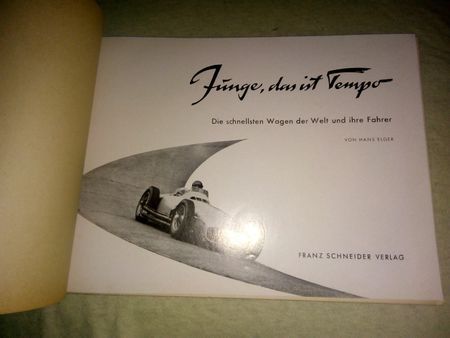 Junge, das ist Tempo
Die schnellsten Wagen der Welt und ihre Fahrer
VON HANS ELGER
FRANZ SCHNEIDER VERLAG